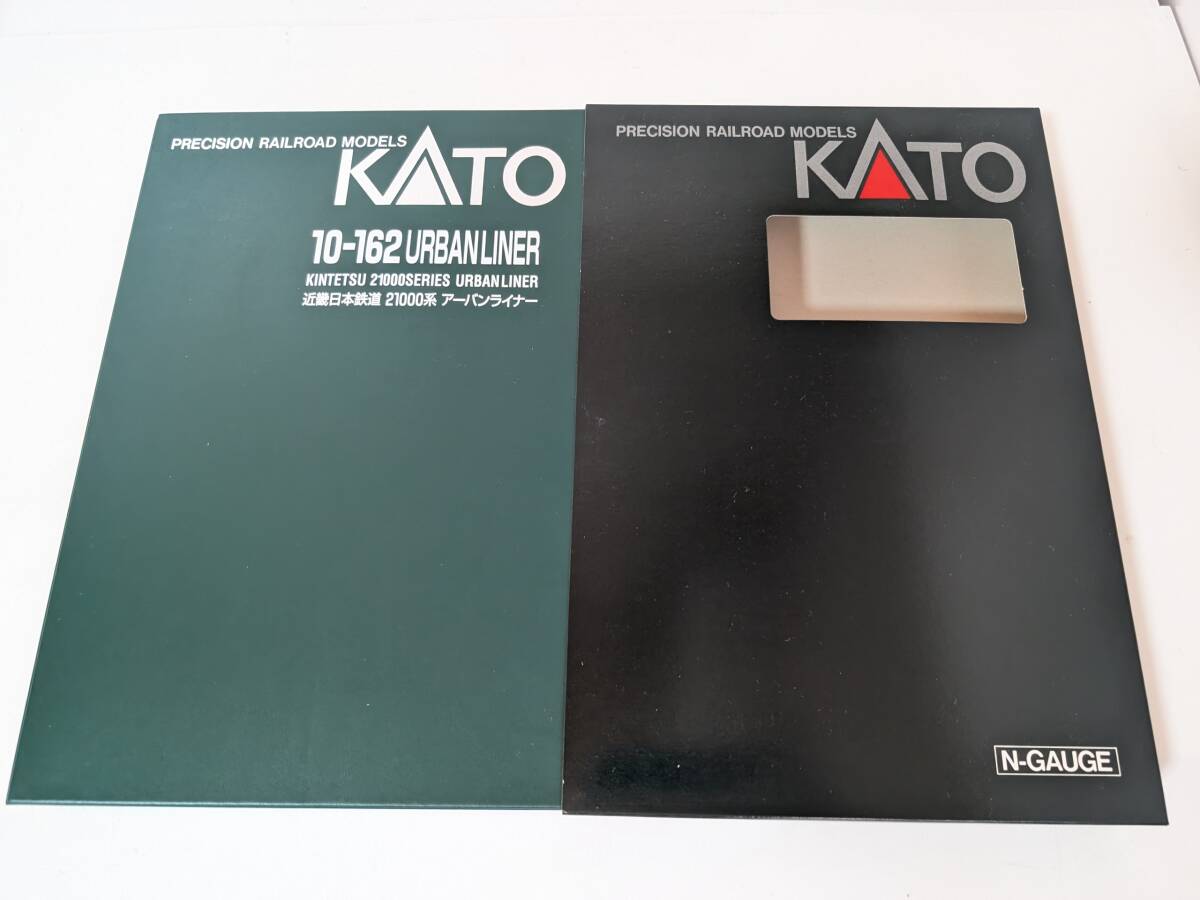 PRECISION RAILROAD MODELS
KATO
10-162 URBAN LINER
KINTETSU 21000SERIES URBAN LINER
近畿日本鉄道 21000系 アーバンライナー
PRECISION RAILROAD MODELS
KATO
N-GAUGE